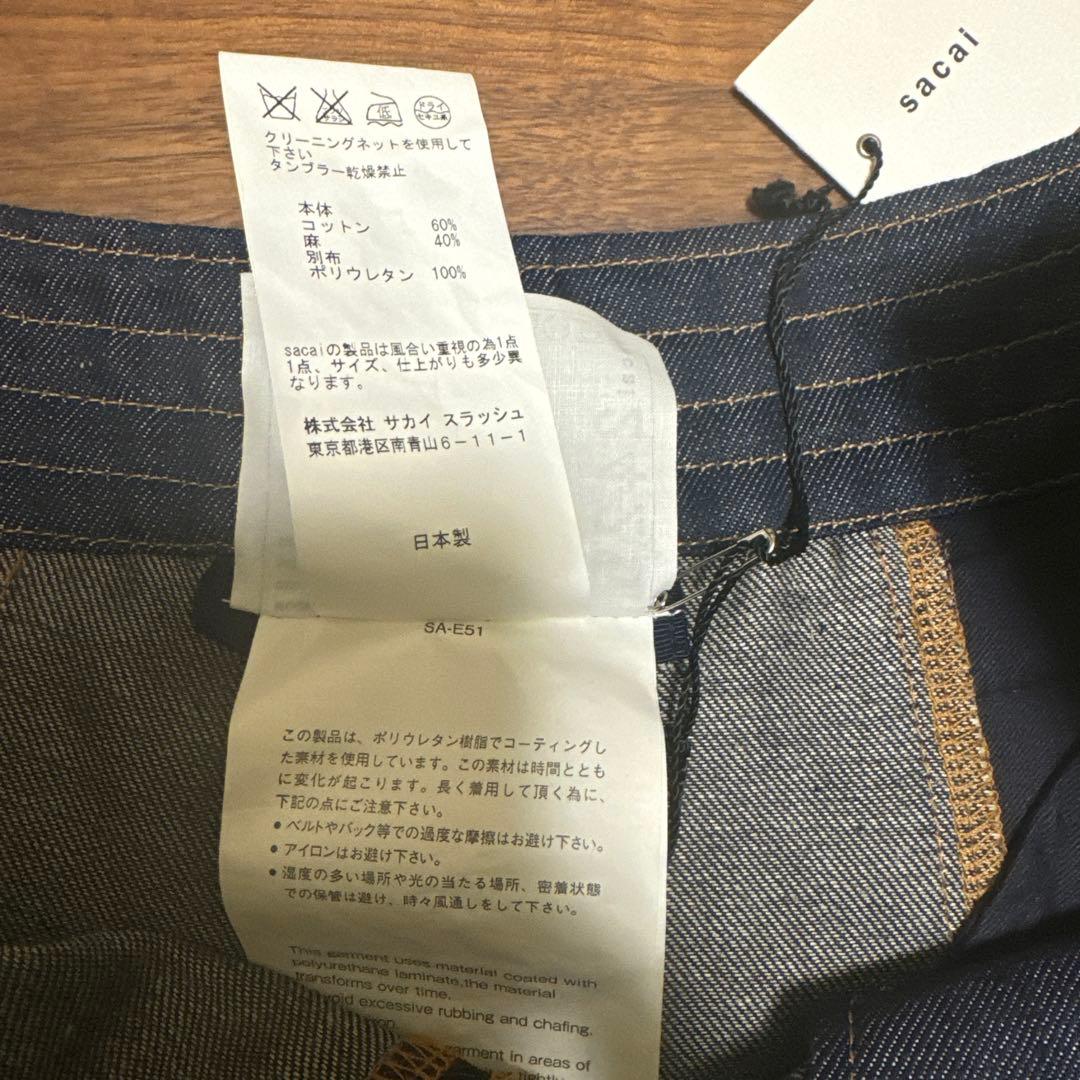 sacai
サラシ
低
ドライ
セキユ系
クリーニングネットを使用して
下さい
タンブラー乾燥禁止
本体
コットン 60%
麻 40%
別布
ポリウレタン 100%
sacaiの製品は風合い重視の為1点
1点、サイズ、仕上がりも多少異
なります。
株式会社 サカイ スラッシュ
東京都港区南青山6-11-1
日本製
SA-E51
この製品は、ポリウレタン樹脂でコーティングし
た素材を使用しています。この素材は時間ととも
に変化が起こります。長く着用して頂く為に、
下記の点にご注意下さい。
● ベルトやバック等での過度な摩擦はお避け下さい。
● アイロンはお避け下さい。
● 湿度の多い場所や光の当たる場所、密着状態
での保管は避け、時々風通しをして下さい。
This garment uses material coated with
polyurethane laminate,the material
transforms over time.
excessive rubbing and chafing.
in areas of